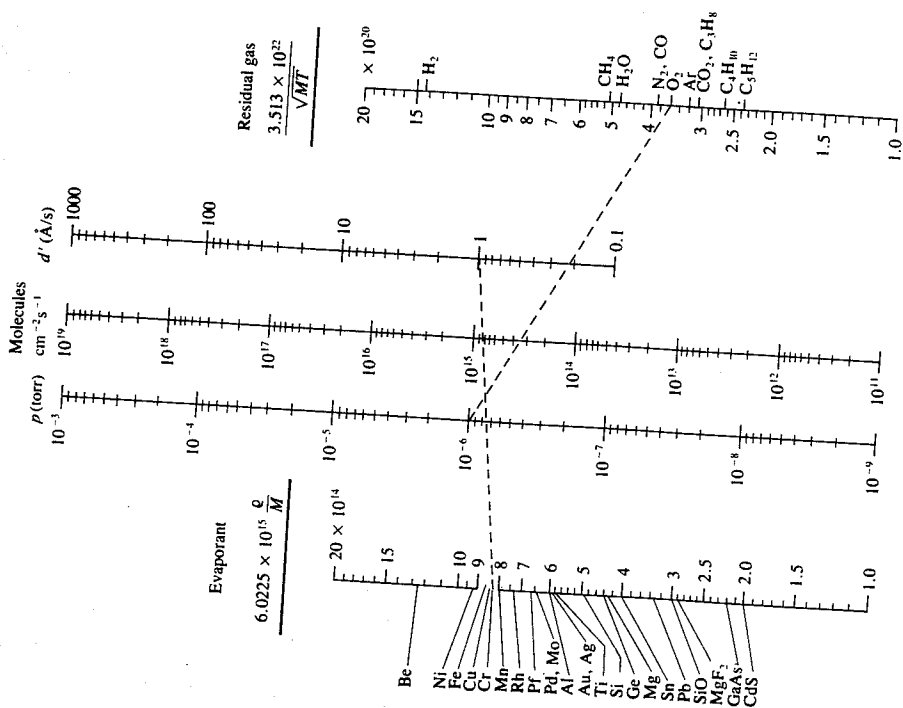 Evaporant
6.0225 × 10¹⁵ ϱ/M
20 × 10¹⁴
15
10
9
8
7
6
5
4
3
2.5
2.0
1.5
1.0
Be
Ni
Fe
Cu
Cr
Mn
Rh
Pf
Pd, Mo
Al
Au, Ag
Ti
Si
Ge
Mg
Sn
Pb
SiO
MgF₂
GaAs
CdS
p (torr)
10⁻³
10⁻⁴
10⁻⁵
10⁻⁶
10⁻⁷
10⁻⁸
10⁻⁹
Molecules
cm⁻²s⁻¹
10¹⁹
10¹⁸
10¹⁷
10¹⁶
10¹⁵
10¹⁴
10¹³
10¹²
10¹¹
d' (Å/s)
1000
100
10
1
0.1
Residual gas
3.513 × 10²²
√MT
20 × 10²⁰
15
10
9
8
7
6
5
4
3
2.5
2.0
1.5
1.0
H₂
CH₄
H₂O
N₂, CO
O₂
Ar
CO₂, C₃H₈
C₄H₁₀
C₅H₁₂